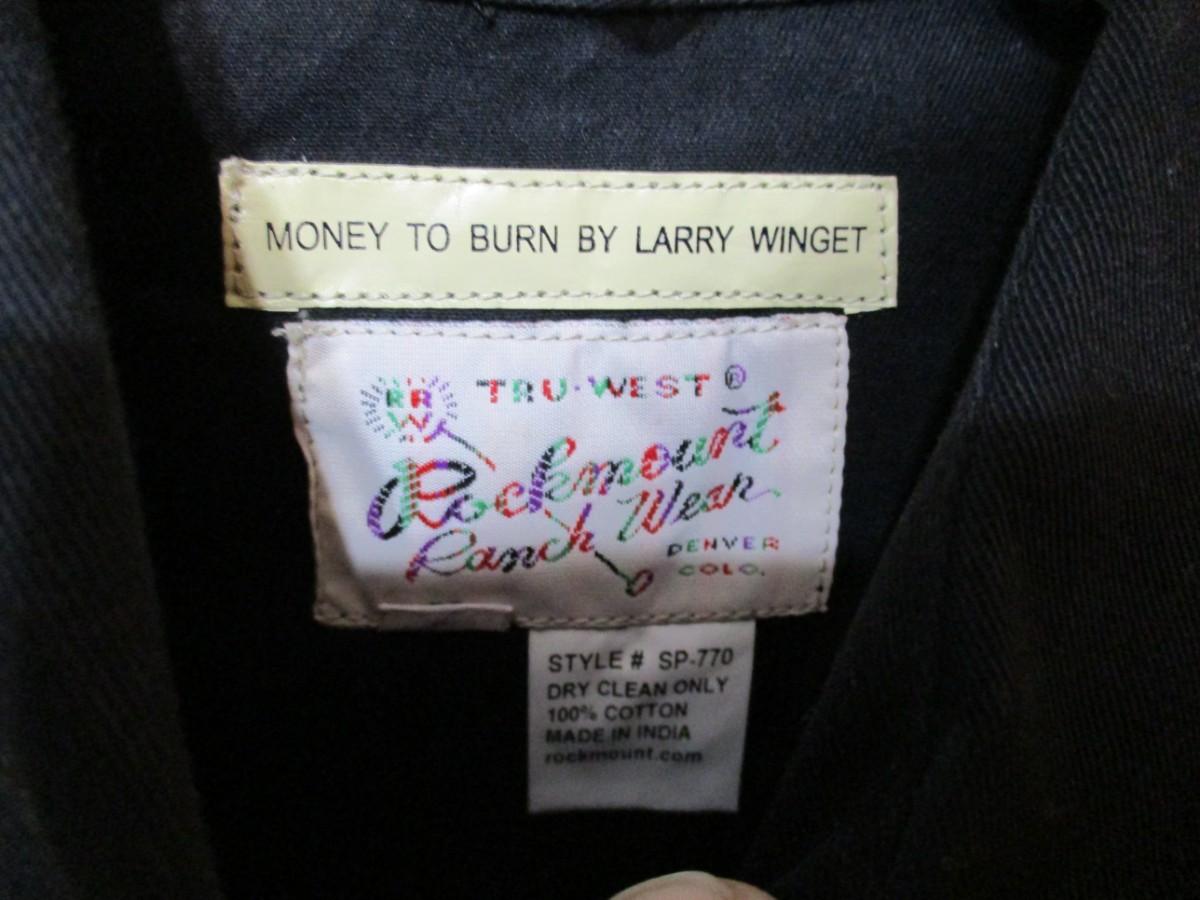 MONEY TO BURN BY LARRY WINGET
RR
W
TRU·WEST ®
Rockmount
Ranch Wear
DENVER
COLO.
STYLE # SP-770
DRY CLEAN ONLY
100% COTTON
MADE IN INDIA
rockmount.com